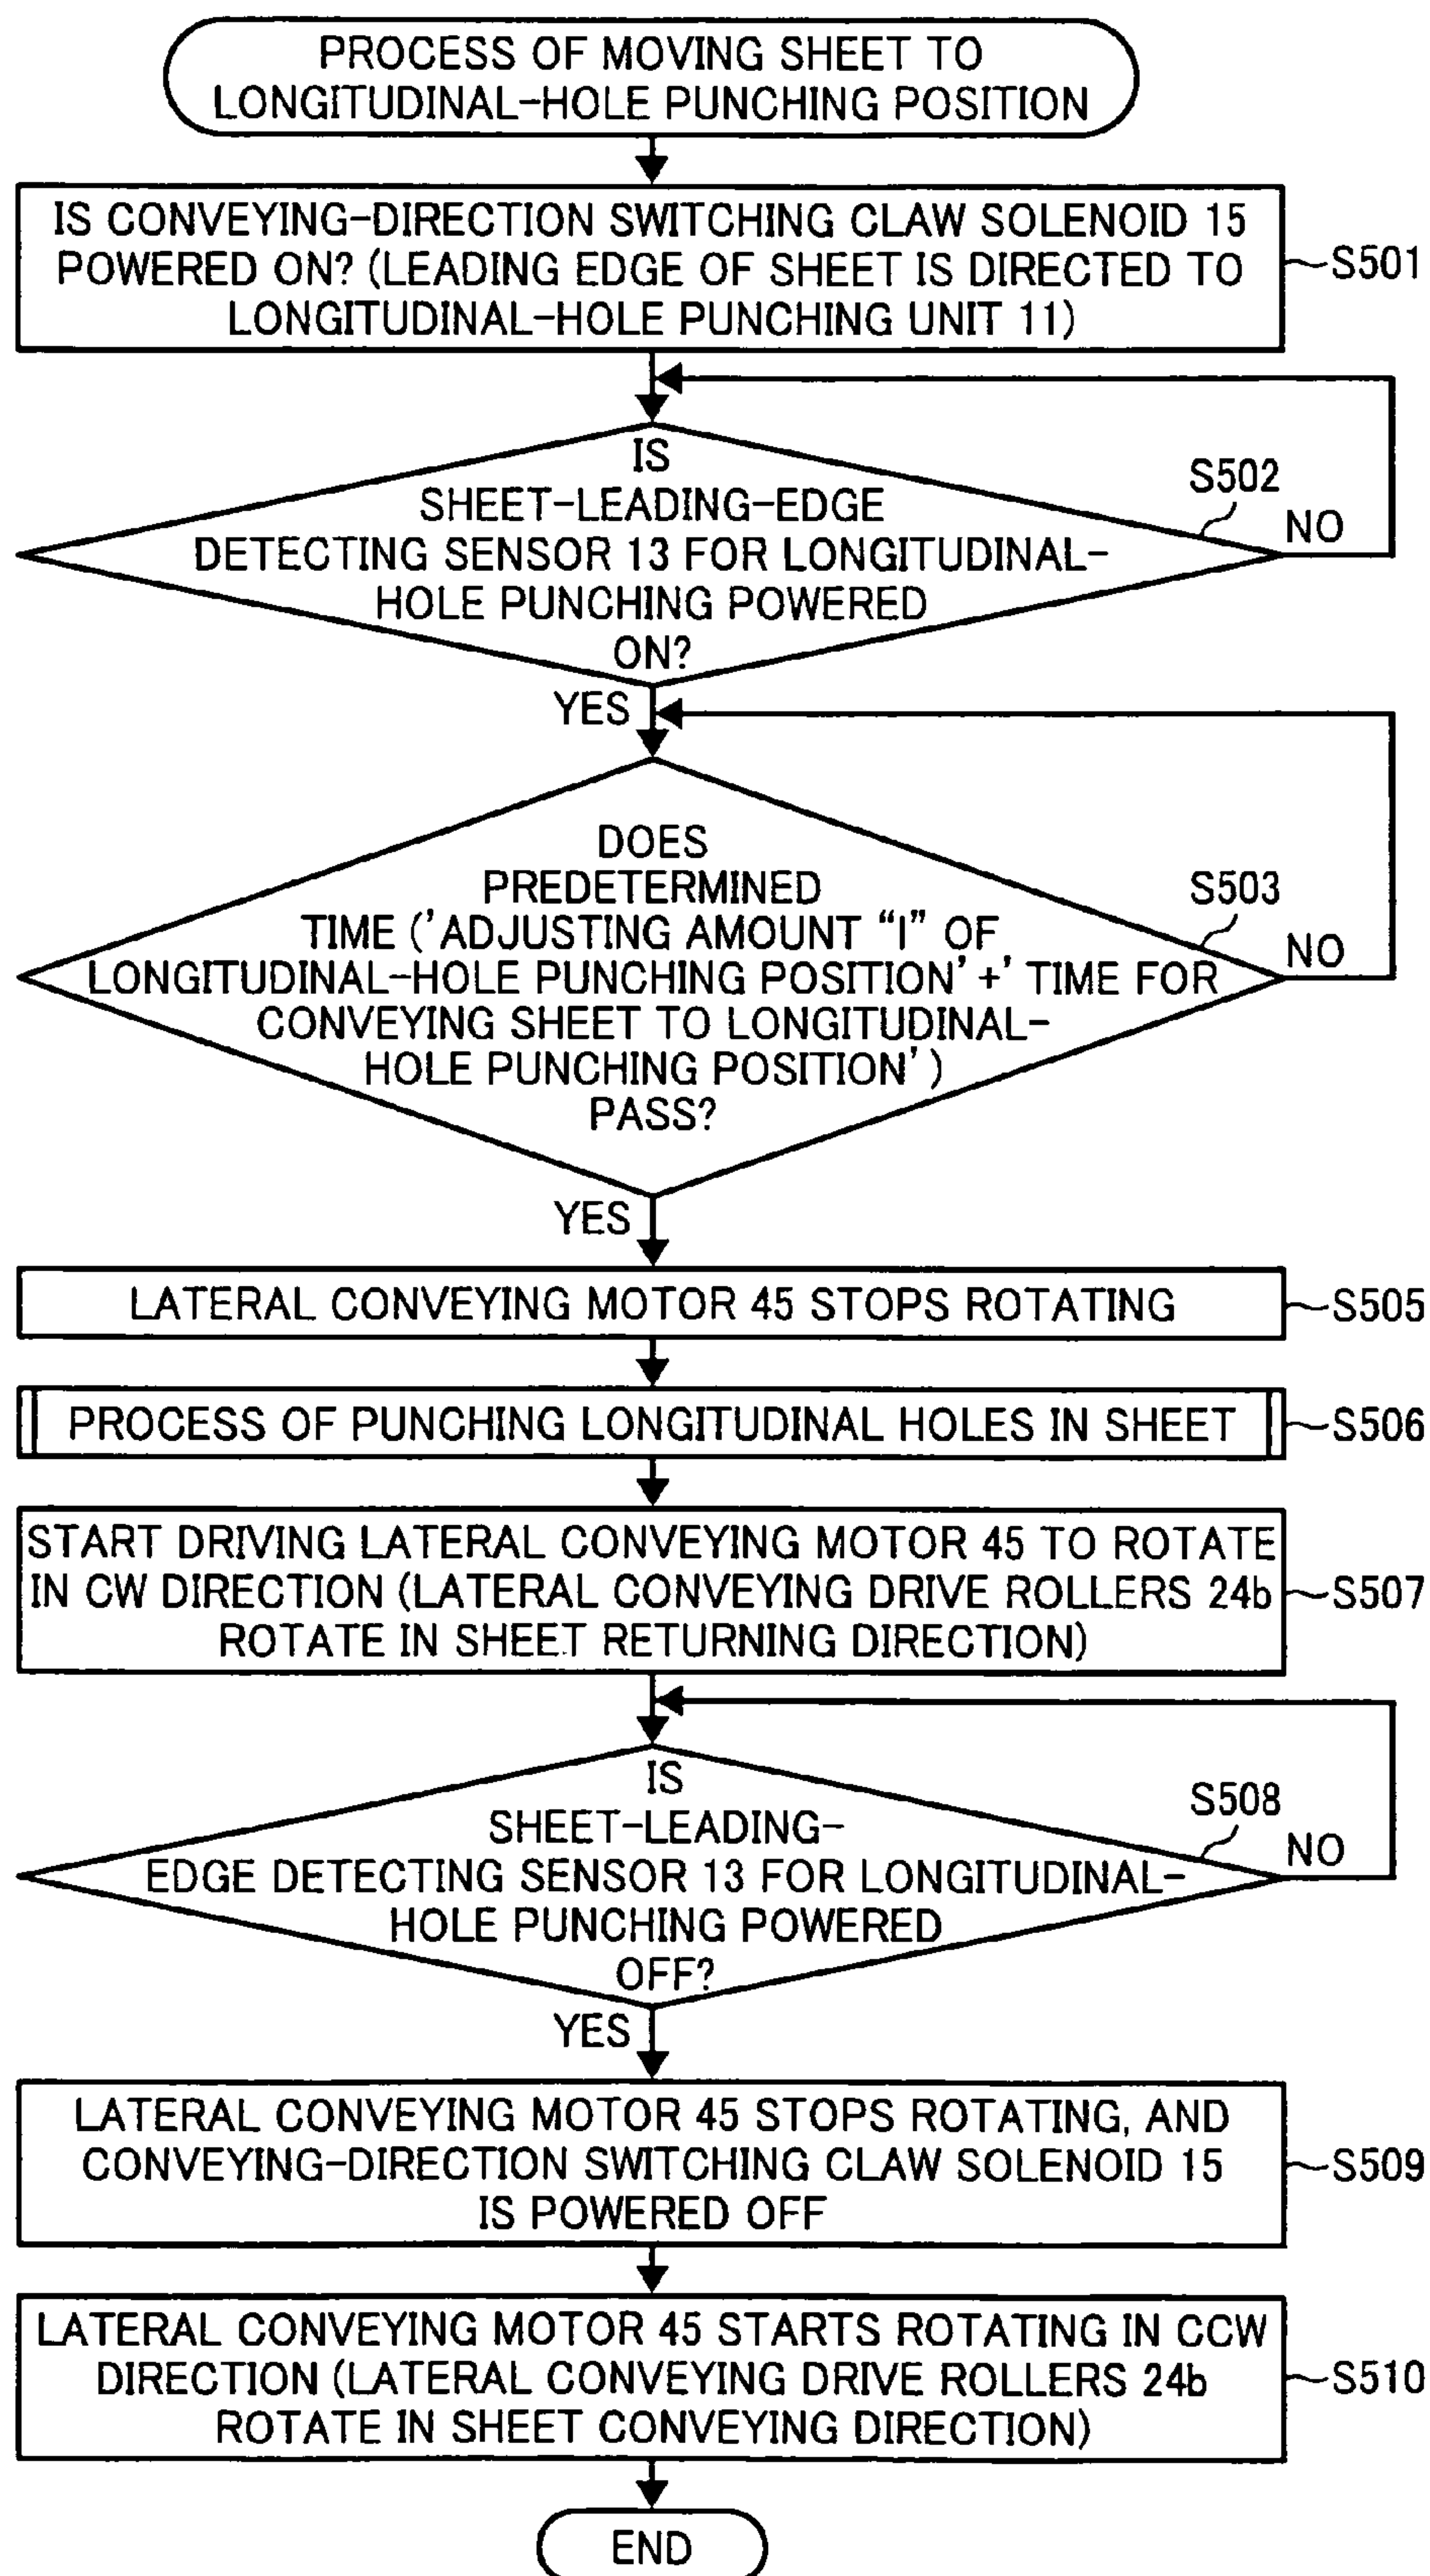 PROCESS OF MOVING SHEET TO
LONGITUDINAL-HOLE PUNCHING POSITION
IS CONVEYING-DIRECTION SWITCHING CLAW SOLENOID 15
POWERED ON? (LEADING EDGE OF SHEET IS DIRECTED TO
LONGITUDINAL-HOLE PUNCHING UNIT 11)
S501
IS
SHEET-LEADING-EDGE
DETECTING SENSOR 13 FOR LONGITUDINAL-
HOLE PUNCHING POWERED
ON?
S502
NO
YES
DOES
PREDETERMINED
TIME ('ADJUSTING AMOUNT “I” OF
LONGITUDINAL-HOLE PUNCHING POSITION' +' TIME FOR
CONVEYING SHEET TO LONGITUDINAL-
HOLE PUNCHING POSITION' )
PASS?
S503
NO
YES
LATERAL CONVEYING MOTOR 45 STOPS ROTATING
S505
PROCESS OF PUNCHING LONGITUDINAL HOLES IN SHEET
S506
START DRIVING LATERAL CONVEYING MOTOR 45 TO ROTATE
IN CW DIRECTION (LATERAL CONVEYING DRIVE ROLLERS 24b
ROTATE IN SHEET RETURNING DIRECTION)
S507
IS
SHEET-LEADING-
EDGE DETECTING SENSOR 13 FOR LONGITUDINAL-
HOLE PUNCHING POWERED
OFF?
S508
NO
YES
LATERAL CONVEYING MOTOR 45 STOPS ROTATING, AND
CONVEYING-DIRECTION SWITCHING CLAW SOLENOID 15
IS POWERED OFF
S509
LATERAL CONVEYING MOTOR 45 STARTS ROTATING IN CCW
DIRECTION (LATERAL CONVEYING DRIVE ROLLERS 24b
ROTATE IN SHEET CONVEYING DIRECTION)
S510
END